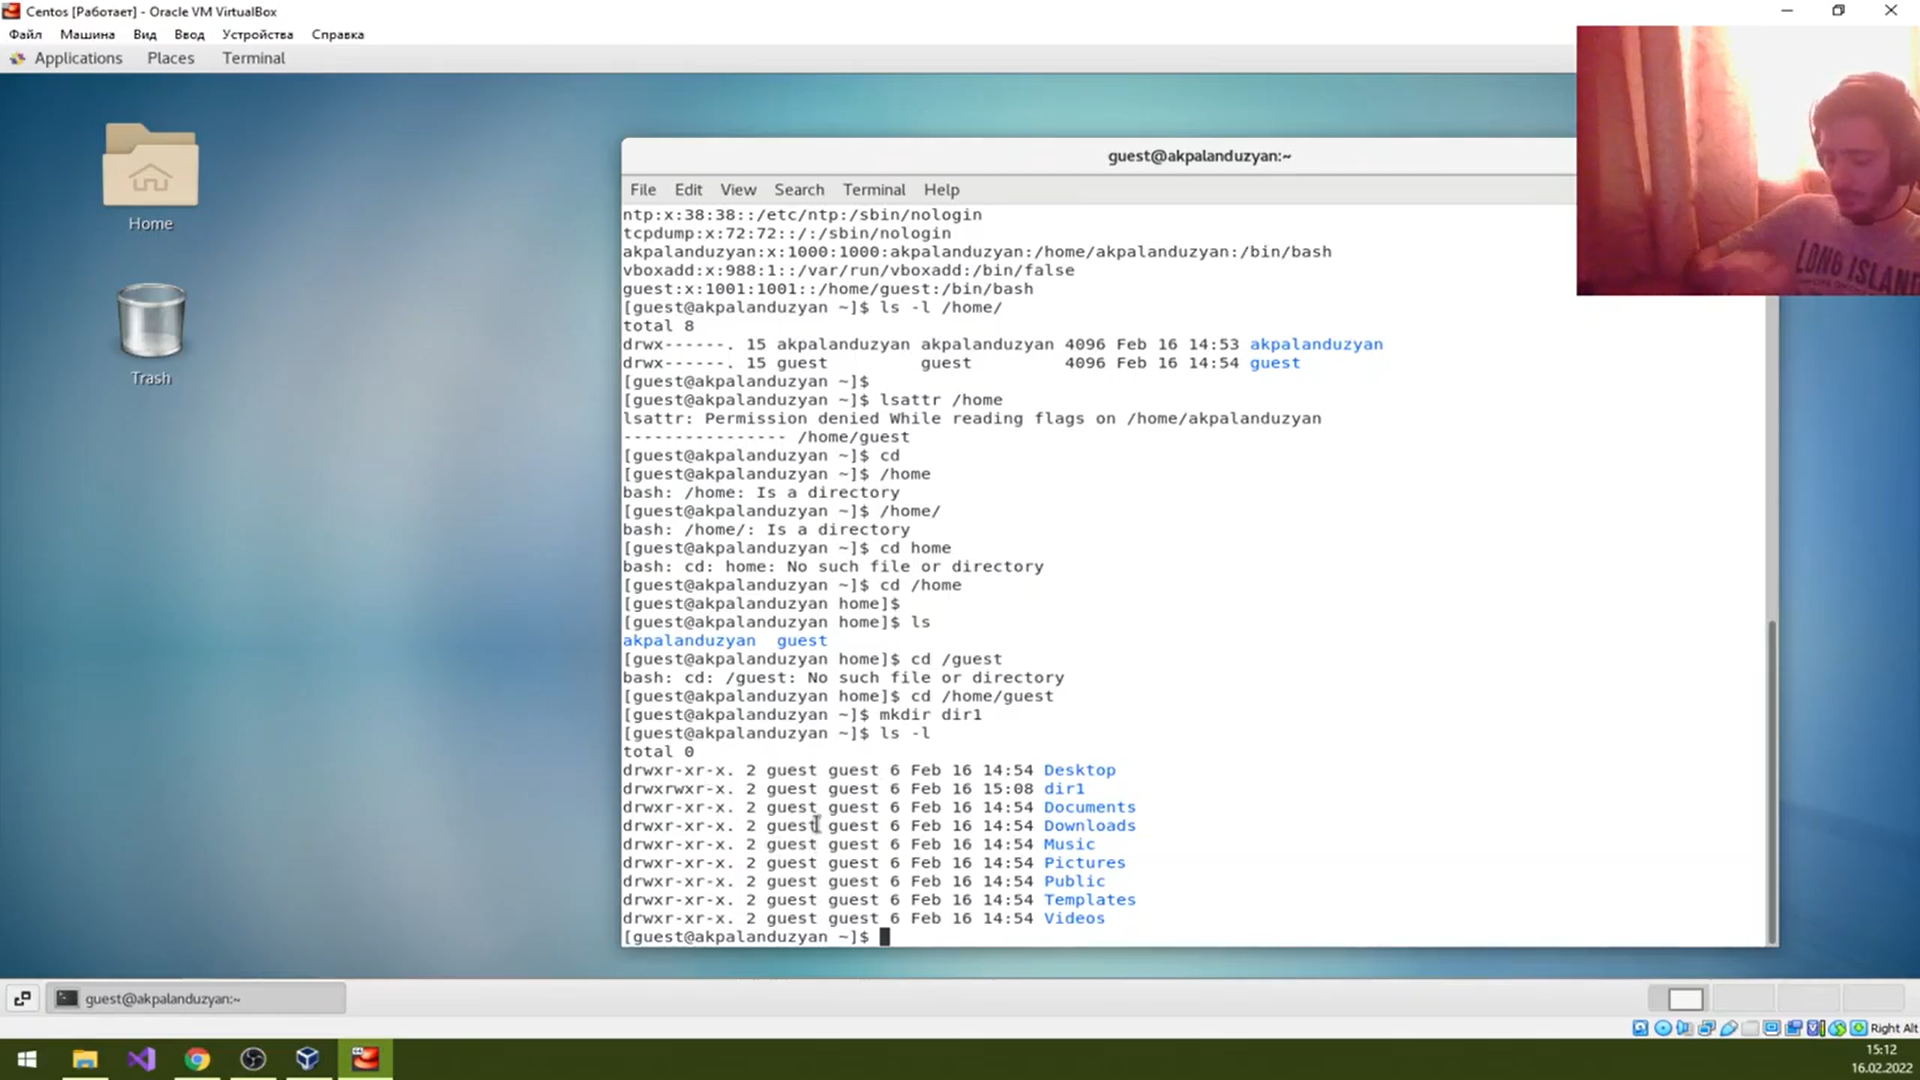 Centos [Работает] - Oracle VM VirtualBox
Файл Машина Вид Ввод Устройства Справка
Applications Places Terminal
Home
Trash
guest@akpalanduzyan:~
File Edit View Search Terminal Help
ntp:x:38:38::/etc/ntp:/sbin/nologin
tcpdump:x:72:72::/:/sbin/nologin
akpalanduzyan:x:1000:1000:akpalanduzyan:/home/akpalanduzyan:/bin/bash
vboxadd:x:988:1::/var/run/vboxadd:/bin/false
guest:x:1001:1001::/home/guest:/bin/bash
[guest@akpalanduzyan ~]$ ls -l /home/
total 8
drwx------. 15 akpalanduzyan akpalanduzyan 4096 Feb 16 14:53 akpalanduzyan
drwx------. 15 guest         guest         4096 Feb 16 14:54 guest
[guest@akpalanduzyan ~]$
[guest@akpalanduzyan ~]$ lsattr /home
lsattr: Permission denied While reading flags on /home/akpalanduzyan
---------------- /home/guest
[guest@akpalanduzyan ~]$ cd
[guest@akpalanduzyan ~]$ /home
bash: /home: Is a directory
[guest@akpalanduzyan ~]$ /home/
bash: /home/: Is a directory
[guest@akpalanduzyan ~]$ cd home
bash: cd: home: No such file or directory
[guest@akpalanduzyan ~]$ cd /home
[guest@akpalanduzyan home]$
[guest@akpalanduzyan home]$ ls
akpalanduzyan  guest
[guest@akpalanduzyan home]$ cd /guest
bash: cd: /guest: No such file or directory
[guest@akpalanduzyan home]$ cd /home/guest
[guest@akpalanduzyan ~]$ mkdir dir1
[guest@akpalanduzyan ~]$ ls -l
total 0
drwxr-xr-x. 2 guest guest 6 Feb 16 14:54 Desktop
drwxrwxr-x. 2 guest guest 6 Feb 16 15:08 dir1
drwxr-xr-x. 2 guest guest 6 Feb 16 14:54 Documents
drwxr-xr-x. 2 guest guest 6 Feb 16 14:54 Downloads
drwxr-xr-x. 2 guest guest 6 Feb 16 14:54 Music
drwxr-xr-x. 2 guest guest 6 Feb 16 14:54 Pictures
drwxr-xr-x. 2 guest guest 6 Feb 16 14:54 Public
drwxr-xr-x. 2 guest guest 6 Feb 16 14:54 Templates
drwxr-xr-x. 2 guest guest 6 Feb 16 14:54 Videos
[guest@akpalanduzyan ~]$
LONG ISLAND
guest@akpalanduzyan:~
Right Alt
15:12
16.02.2022